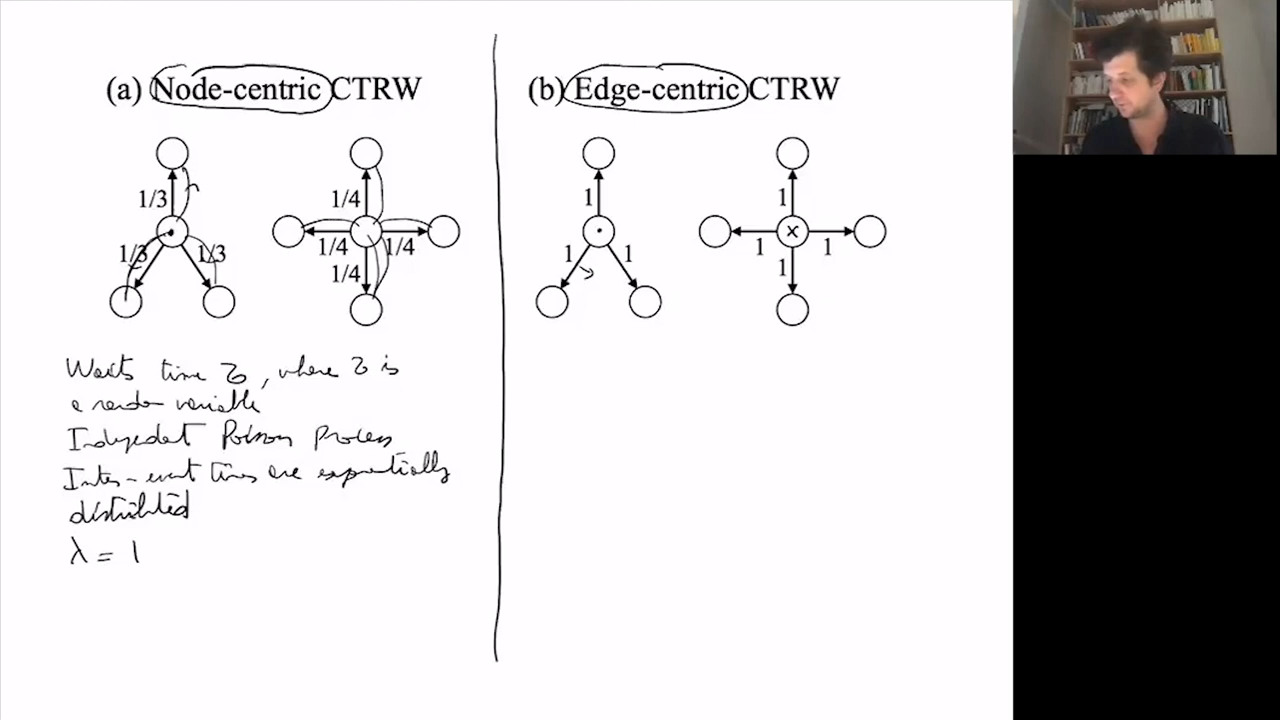 (a) Node-centric CTRW
1/3
1/3 1/3
1/4
1/4 1/4
1/4
Waits time τ, where τ is
a random variable
Independent Poisson Process
Inter-event times are exponentially
distributed
λ = 1
(b) Edge-centric CTRW
1
1 1
1
1 1
1